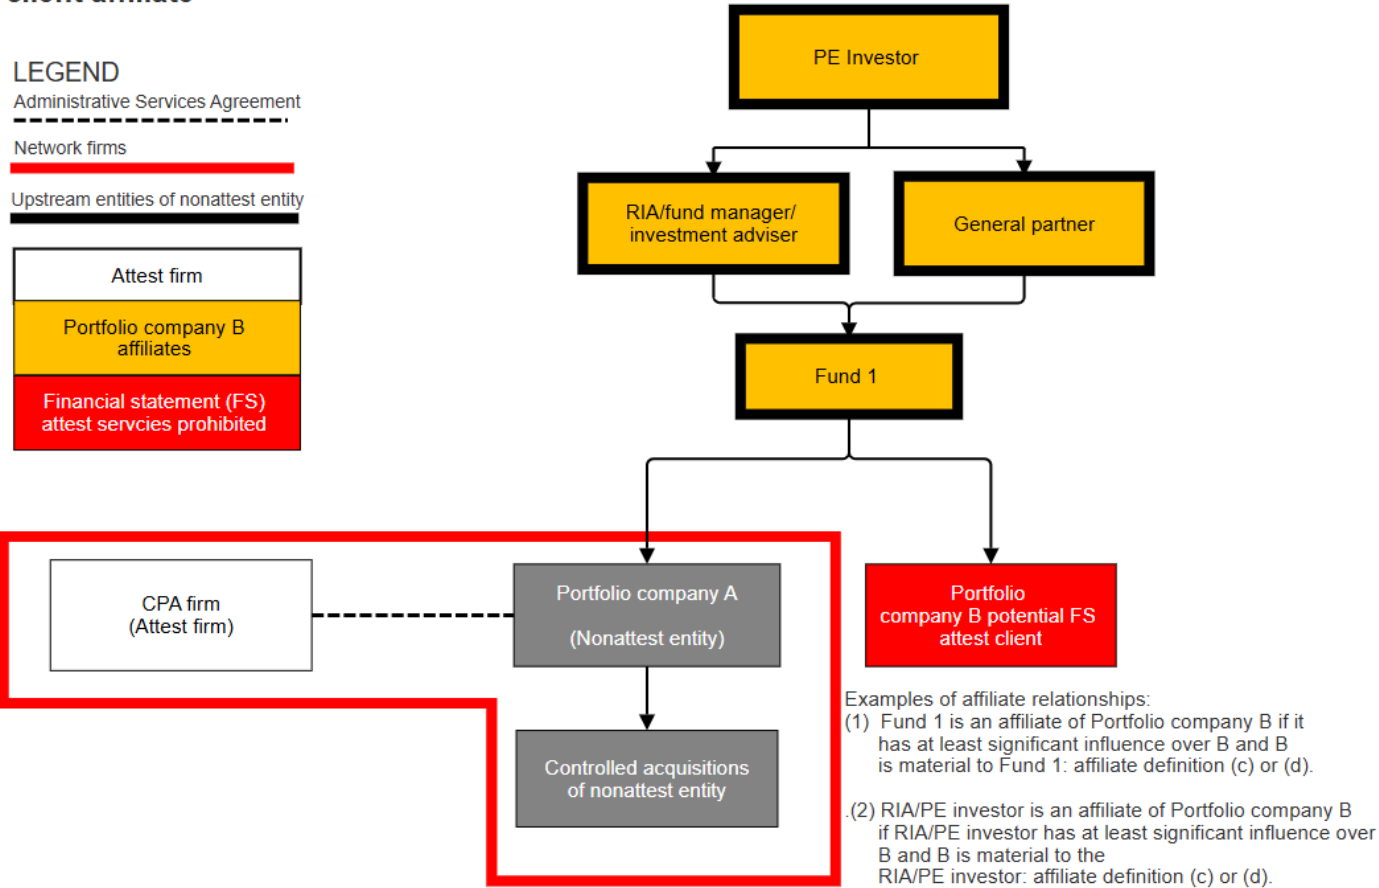 client affiliate
LEGEND
Administrative Services Agreement
Network firms
Upstream entities of nonattest entity
Attest firm
Portfolio company B
affiliates
Financial statement (FS)
attest servcies prohibited
PE Investor
RIA/fund manager/
investment adviser
General partner
Fund 1
CPA firm
(Attest firm)
Portfolio company A
(Nonattest entity)
Controlled acquisitions
of nonattest entity
Portfolio
company B potential FS
attest client
Examples of affiliate relationships:
(1) Fund 1 is an affiliate of Portfolio company B if it
has at least significant influence over B and B
is material to Fund 1: affiliate definition (c) or (d).
.(2) RIA/PE investor is an affiliate of Portfolio company B
if RIA/PE investor has at least significant influence over
B and B is material to the
RIA/PE investor: affiliate definition (c) or (d).